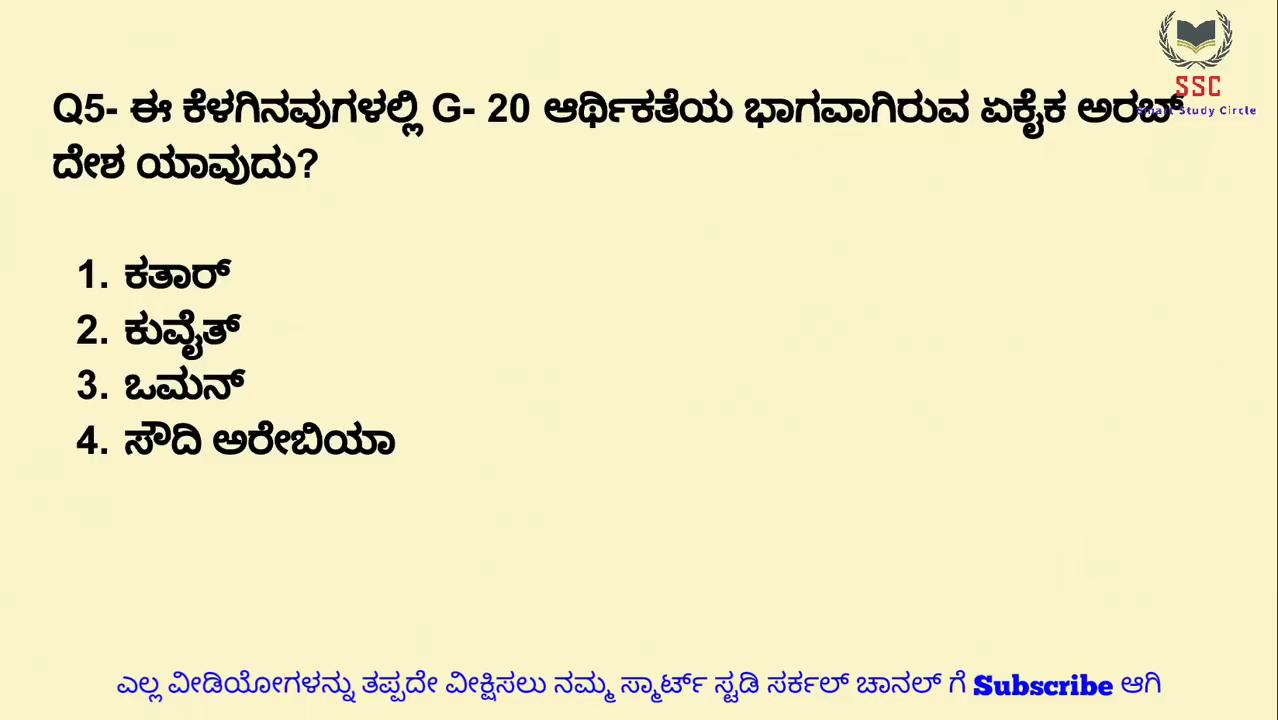 SSC
Smart Study Circle
Q5- ಈ ಕೆಳಗಿನವುಗಳಲ್ಲಿ G- 20 ಆರ್ಥಿಕತೆಯ ಭಾಗವಾಗಿರುವ ಏಕೈಕ ಅರಬ್
ದೇಶ ಯಾವುದು?
1. ಕತಾರ್
2. ಕುವೈತ್
3. ಒಮನ್
4. ಸೌದಿ ಅರೇಬಿಯಾ
ಎಲ್ಲ ವೀಡಿಯೋಗಳನ್ನು ತಪ್ಪದೇ ವೀಕ್ಷಿಸಲು ನಮ್ಮ ಸ್ಮಾರ್ಟ್ ಸ್ಟಡಿ ಸರ್ಕಲ್ ಚಾನಲ್ ಗೆ Subscribe ಆಗಿ